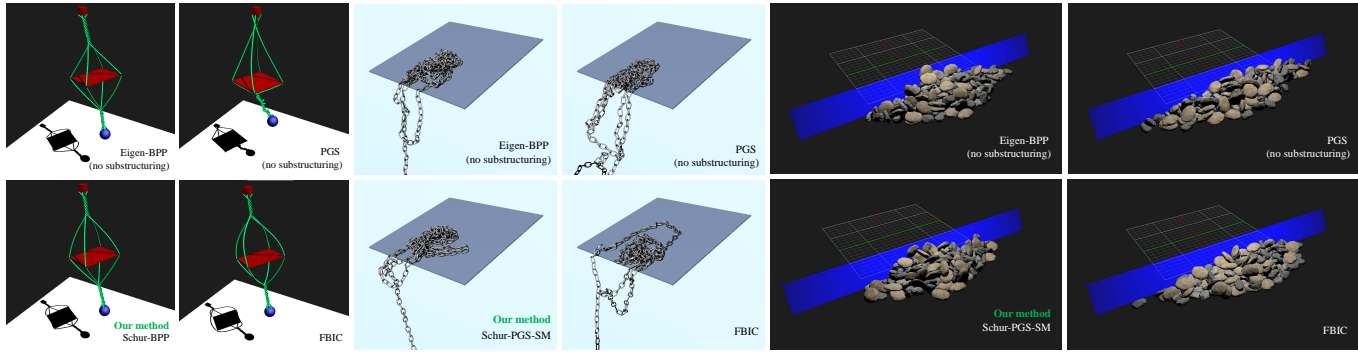 Eigen-BPP
(no substructuring)
PGS
(no substructuring)
Eigen-BPP
(no substructuring)
PGS
(no substructuring)
Eigen-BPP
(no substructuring)
PGS
(no substructuring)
Our method
Schur-BPP
FBIC
Our method
Schur-PGS-SM
FBIC
Our method
Schur-PGS-SM
FBIC